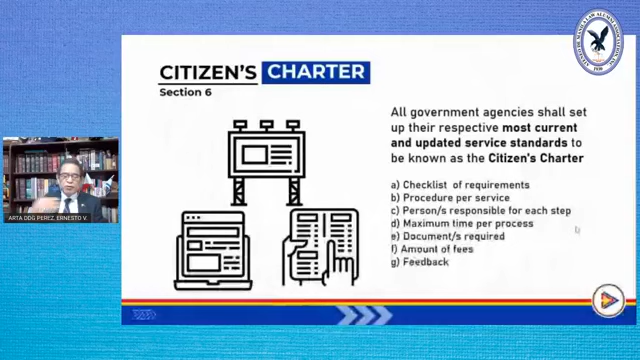 CITIZEN'S CHARTER
Section 6
All government agencies shall set
up their respective most current
and updated service standards to
be known as the Citizen's Charter
a) Checklist of requirements
b) Procedure per service
c) Person/s responsible for each step
d) Maximum time per process
e) Document/s required
f) Amount of fees
g) Feedback
ARTA DDG PEREZ, ERNESTO V.